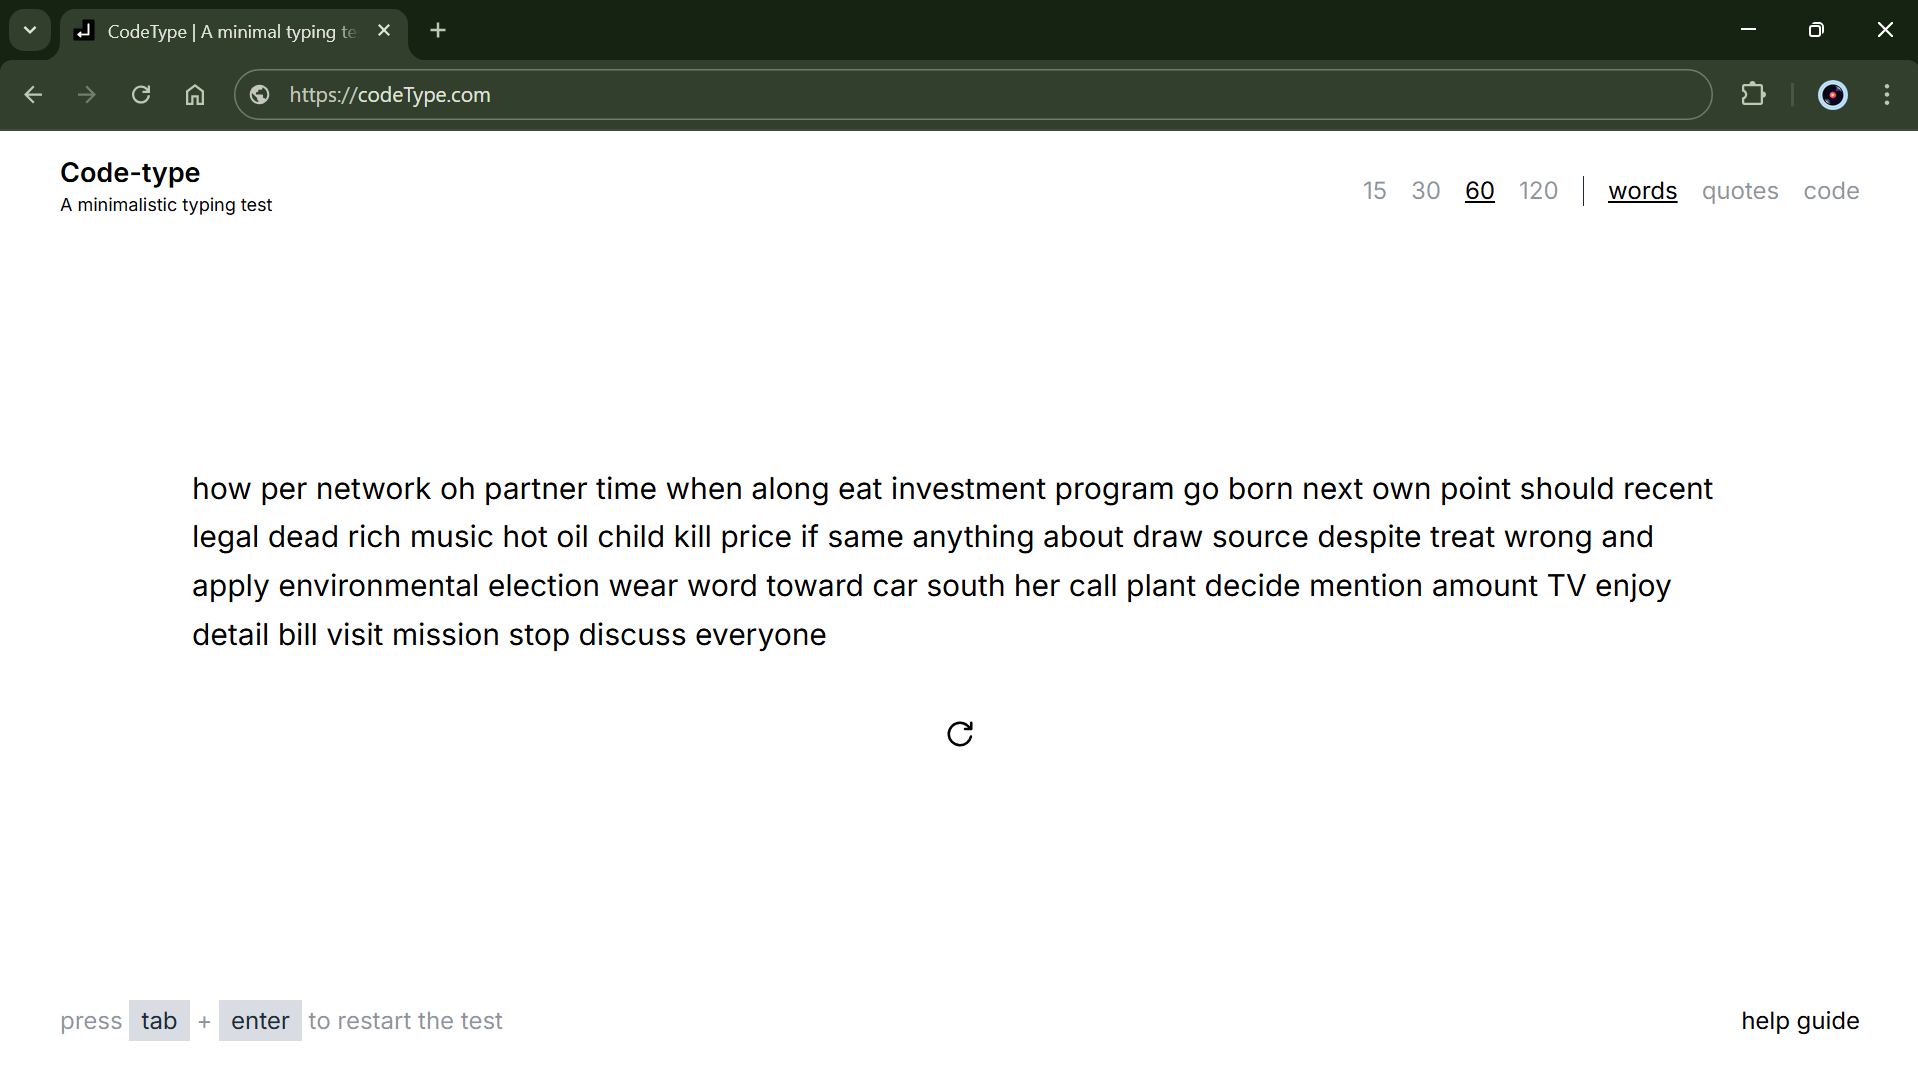 CodeType | A minimal typing te
https://codeType.com
Code-type
A minimalistic typing test
15 30 60 120 words quotes code
how per network oh partner time when along eat investment program go born next own point should recent
legal dead rich music hot oil child kill price if same anything about draw source despite treat wrong and
apply environmental election wear word toward car south her call plant decide mention amount TV enjoy
detail bill visit mission stop discuss everyone
press tab + enter to restart the test
help guide